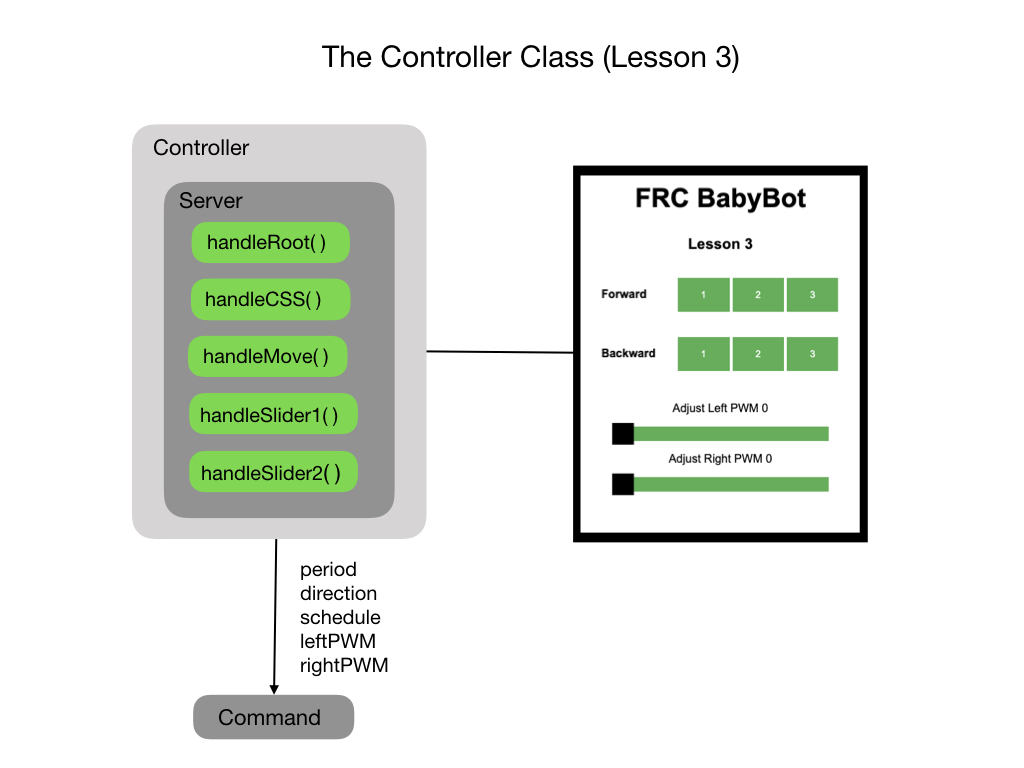 The Controller Class (Lesson 3)
Controller
Server
handleRoot( )
handleCSS( )
handleMove( )
handleSlider1( )
handleSlider2( )
FRC BabyBot
Lesson 3
Forward 1 2 3
Backward 1 2 3
Adjust Left PWM 0
Adjust Right PWM 0
period
direction
schedule
leftPWM
rightPWM
Command